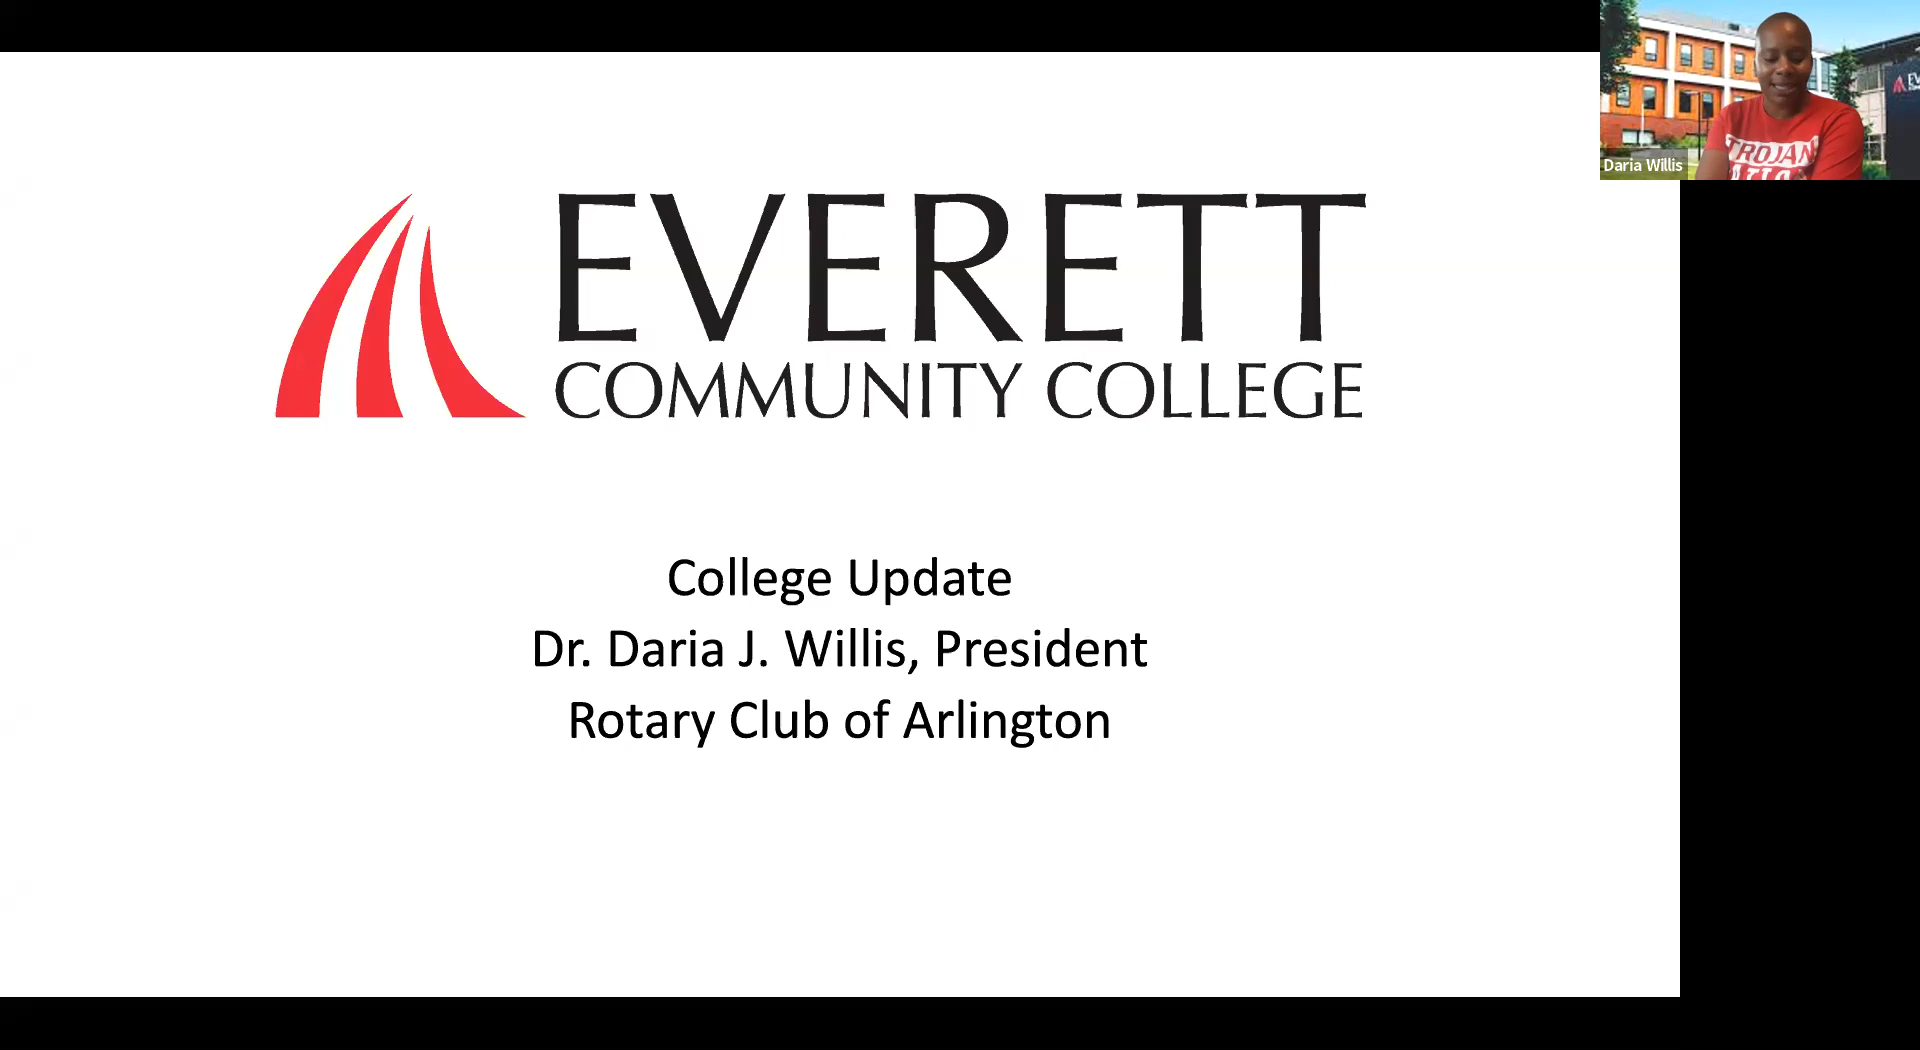 EVERETT
COMMUNITY COLLEGE
College Update
Dr. Daria J. Willis, President
Rotary Club of Arlington
Daria Willis
TROJAN